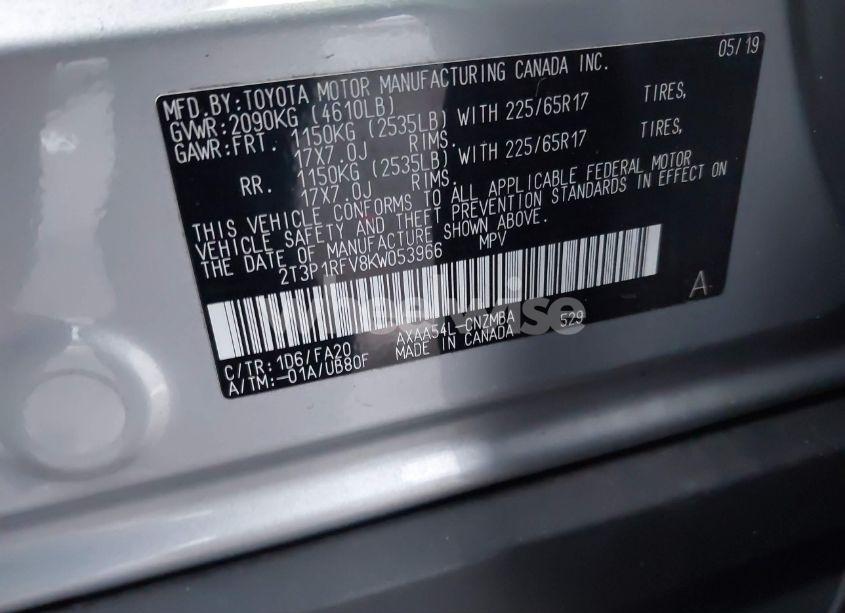 05/19
MFD.BY:TOYOTA MOTOR MANUFACTURING CANADA INC.
GVWR:2090KG (4610LB)
GAWR:FRT. 1150KG (2535LB) WITH 225/65R17 TIRES,
17X7.0J RIMS.
RR. 1150KG (2535LB) WITH 225/65R17 TIRES,
17X7.0J RIMS.
THIS VEHICLE CONFORMS TO ALL APPLICABLE FEDERAL MOTOR
VEHICLE SAFETY AND THEFT PREVENTION STANDARDS IN EFFECT ON
THE DATE OF MANUFACTURE SHOWN ABOVE.
2T3P1RFV8KW053966 MPV
A
C/TR:1D6/FA20 AXAA54L-CNZMBA 529
A/TM:-01A/UB80F MADE IN CANADA
wheelwise